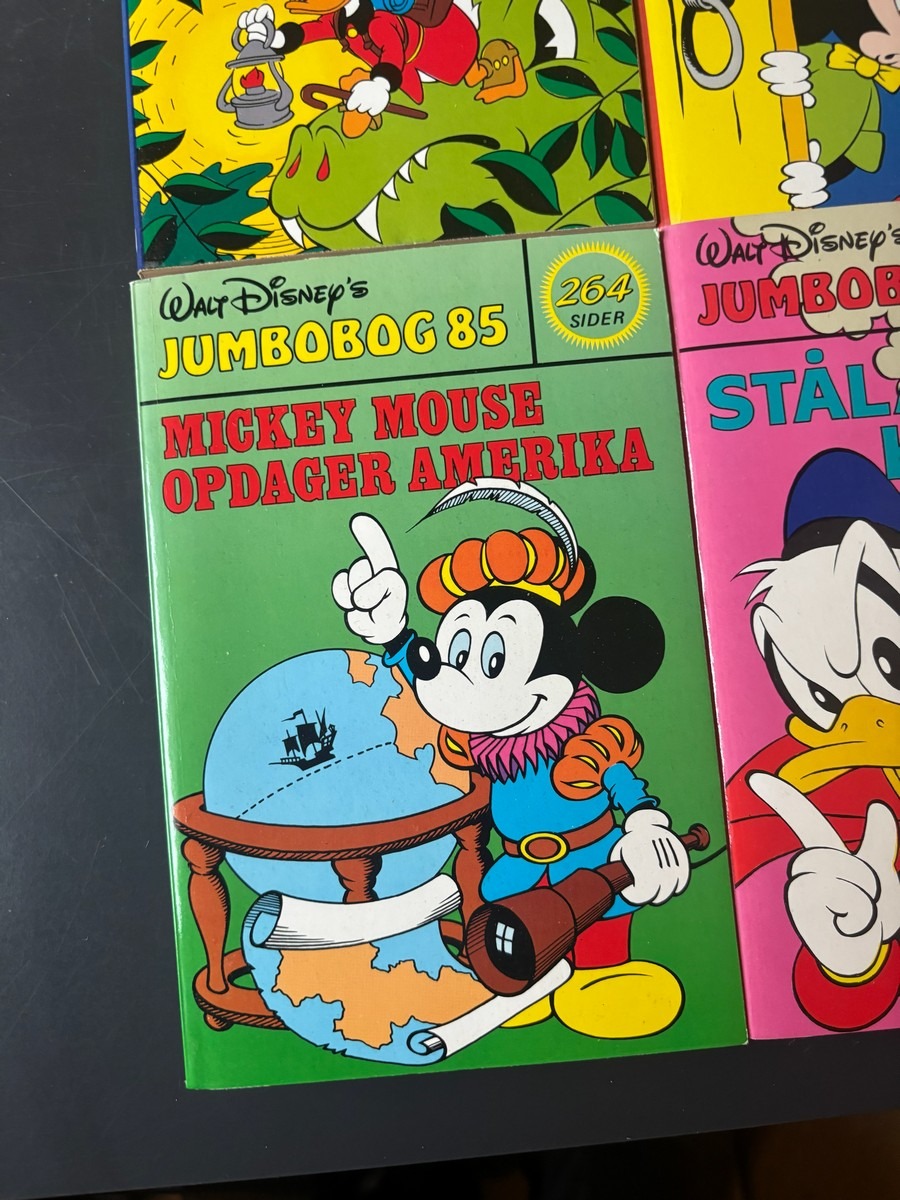 WALT DISNEY'S
JUMBOBOG 85
264
SIDER
MICKEY MOUSE
OPDAGER AMERIKA
WALT DISNEY'S